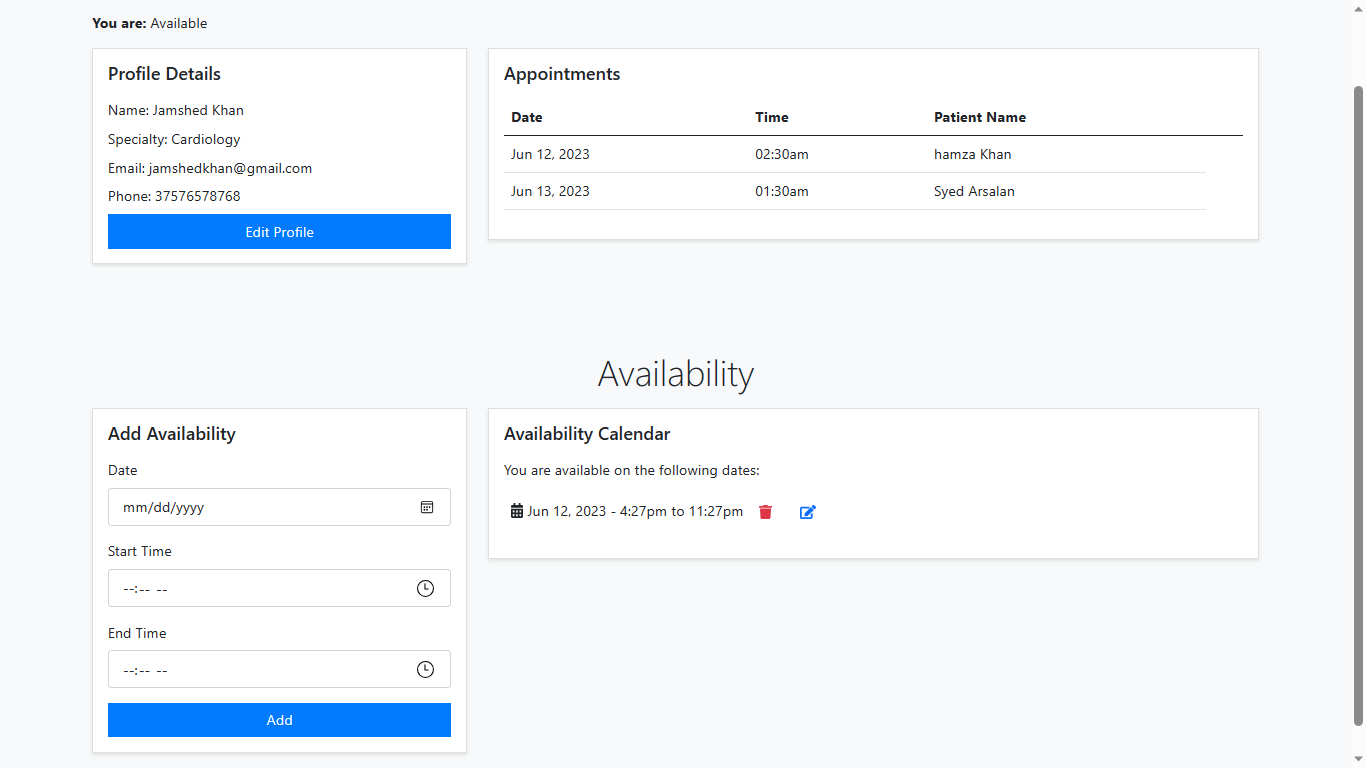 You are: Available
Profile Details
Name: Jamshed Khan
Specialty: Cardiology
Email: jamshedkhan@gmail.com
Phone: 37576578768
Edit Profile
Appointments
Date Time Patient Name
Jun 12, 2023 02:30am hamza Khan
Jun 13, 2023 01:30am Syed Arsalan
Availability
Add Availability
Date
mm/dd/yyyy
Start Time
--:-- --
End Time
--:-- --
Add
Availability Calendar
You are available on the following dates:
Jun 12, 2023 - 4:27pm to 11:27pm